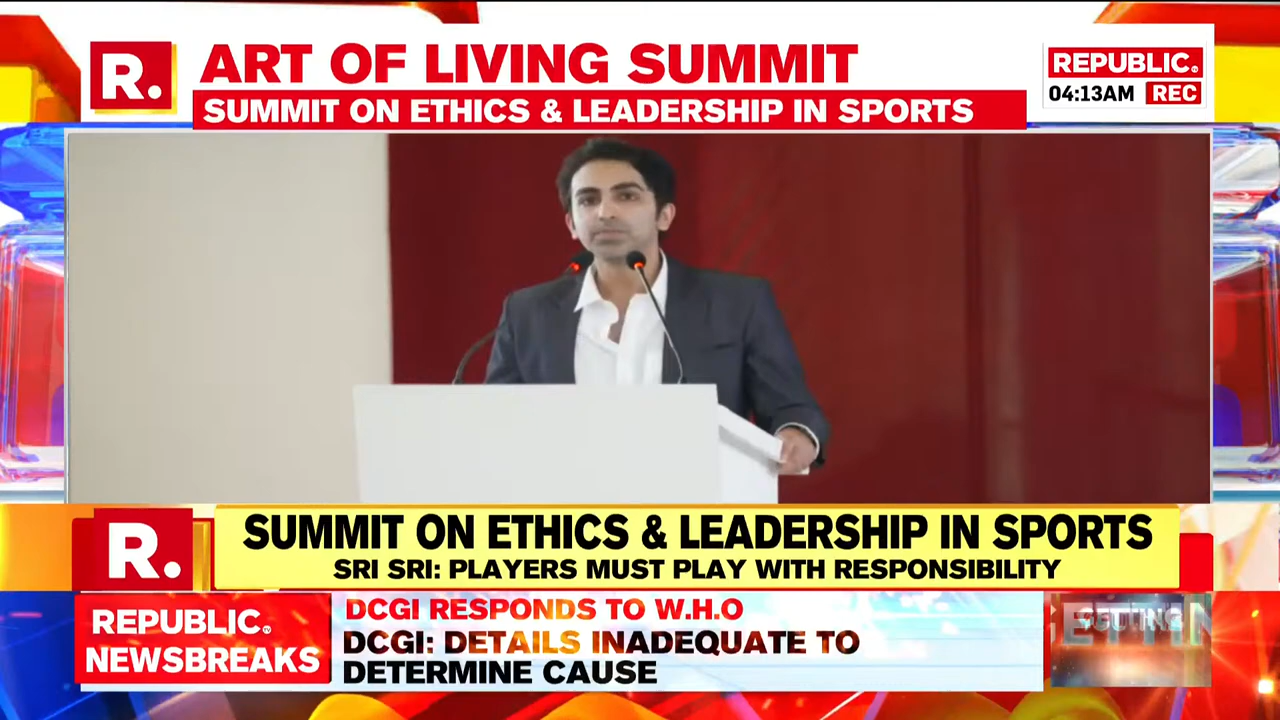 R.
ART OF LIVING SUMMIT
SUMMIT ON ETHICS & LEADERSHIP IN SPORTS
REPUBLIC.
04:13AM REC
R.
SUMMIT ON ETHICS & LEADERSHIP IN SPORTS
SRI SRI: PLAYERS MUST PLAY WITH RESPONSIBILITY
REPUBLIC
NEWSBREAKS
DCGI RESPONDS TO W.H.O
DCGI: DETAILS INADEQUATE TO
DETERMINE CAUSE